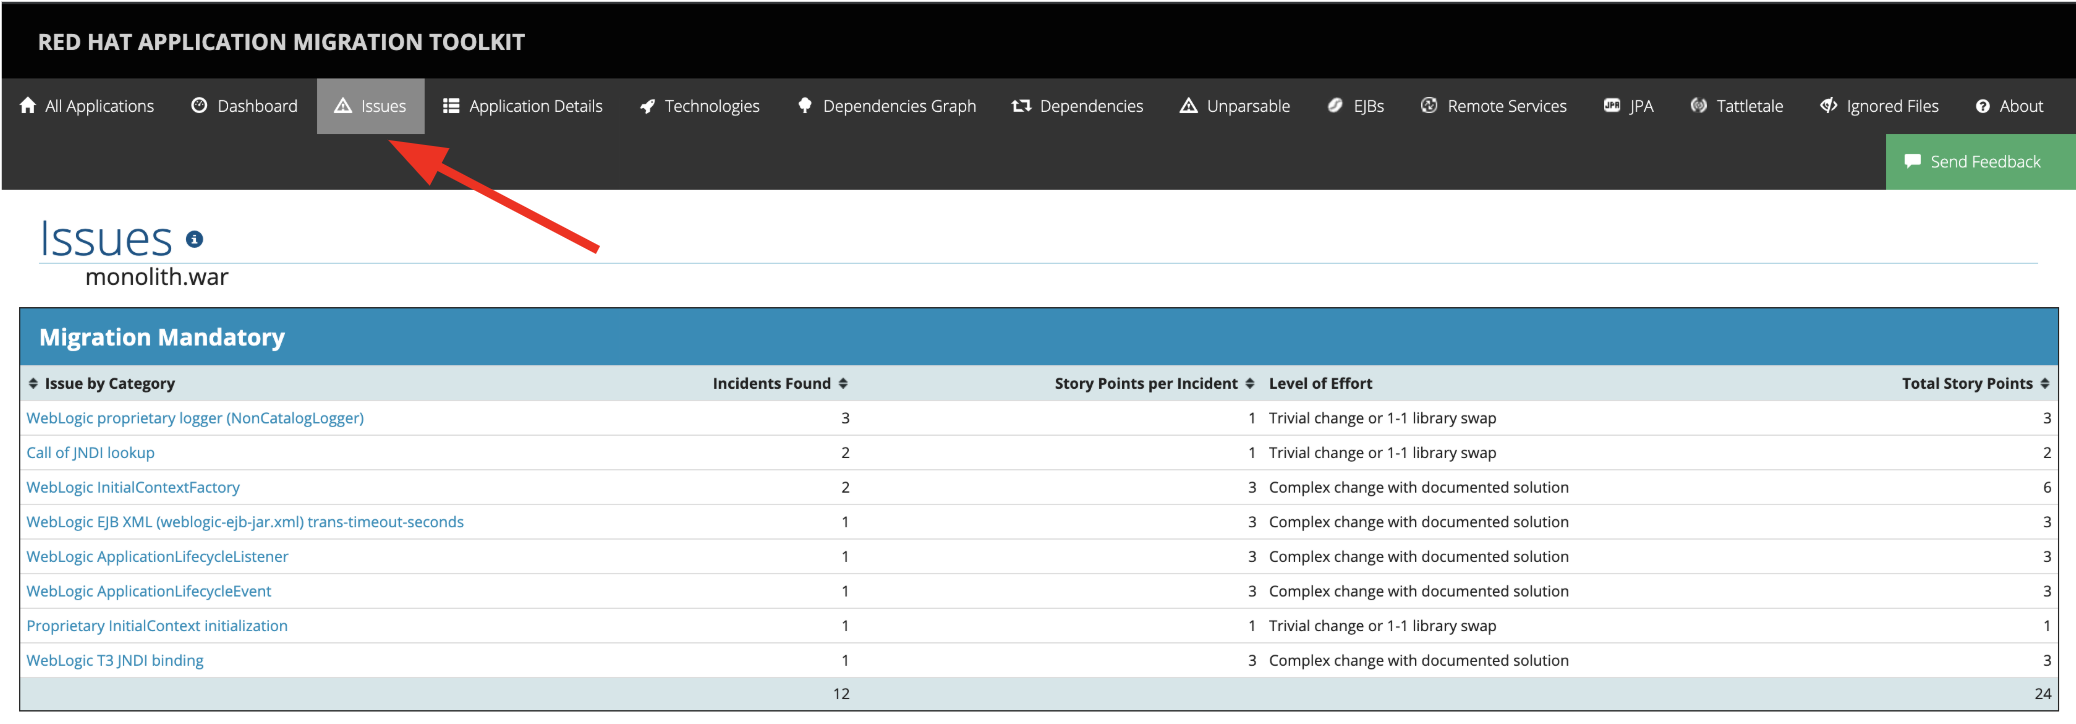 RED HAT APPLICATION MIGRATION TOOLKIT
All Applications Dashboard Issues Application Details Technologies Dependencies Graph Dependencies Unparsable EJBs Remote Services JPA JPA Tattletale Ignored Files About
Send Feedback
Issues
monolith.war
Migration Mandatory
Issue by Category Incidents Found Story Points per Incident Level of Effort Total Story Points
WebLogic proprietary logger (NonCatalogLogger) 3 1 Trivial change or 1-1 library swap 3
Call of JNDI lookup 2 1 Trivial change or 1-1 library swap 2
WebLogic InitialContextFactory 2 3 Complex change with documented solution 6
WebLogic EJB XML (weblogic-ejb-jar.xml) trans-timeout-seconds 1 3 Complex change with documented solution 3
WebLogic ApplicationLifecycleListener 1 3 Complex change with documented solution 3
WebLogic ApplicationLifecycleEvent 1 3 Complex change with documented solution 3
Proprietary InitialContext initialization 1 1 Trivial change or 1-1 library swap 1
WebLogic T3 JNDI binding 1 3 Complex change with documented solution 3
12 24